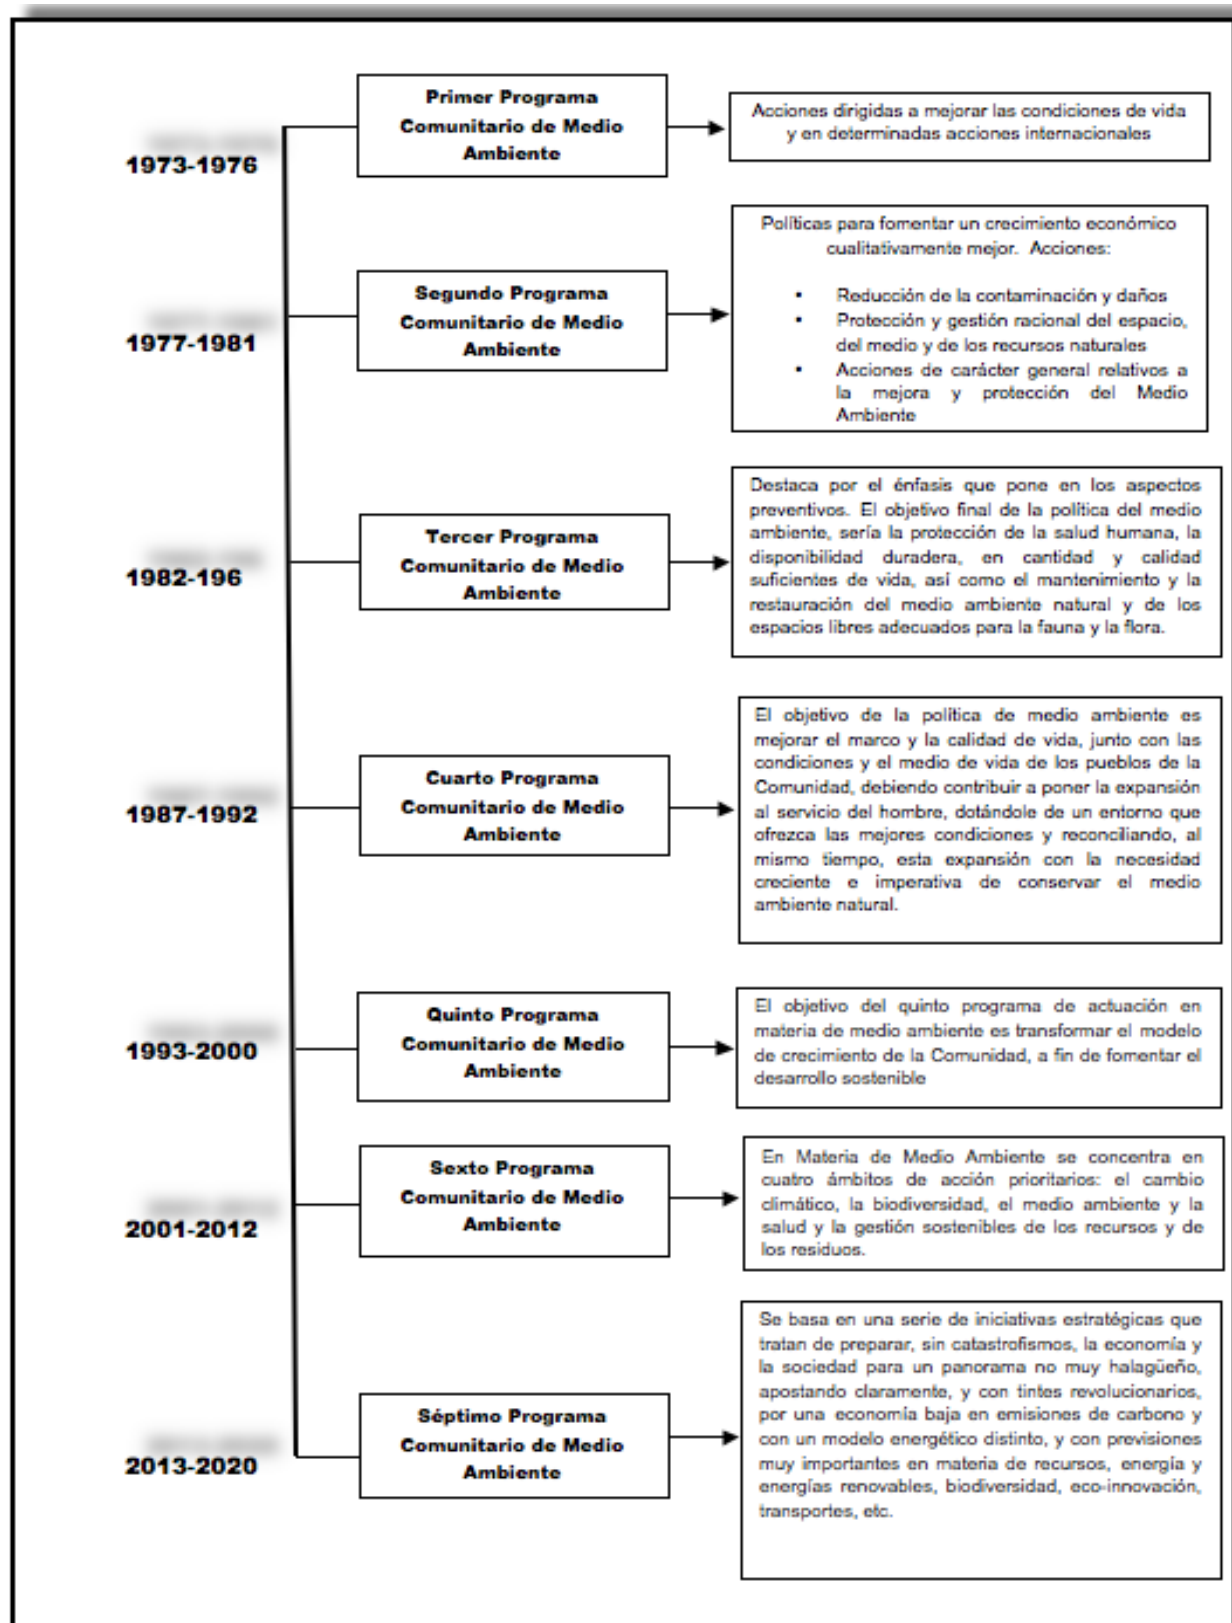 1973-1976
Primer Programa
Comunitario de Medio
Ambiente
Acciones dirigidas a mejorar las condiciones de vida
y en determinadas acciones internacionales
1977-1981
Segundo Programa
Comunitario de Medio
Ambiente
Políticas para fomentar un crecimiento económico
cualitativamente mejor. Acciones:
▪ Reducción de la contaminación y daños
▪ Protección y gestión racional del espacio,
del medio y de los recursos naturales
▪ Acciones de carácter general relativos a
la mejora y protección del Medio
Ambiente
1982-196
Tercer Programa
Comunitario de Medio
Ambiente
Destaca por el énfasis que pone en los aspectos
preventivos. El objetivo final de la política del medio
ambiente, sería la protección de la salud humana, la
disponibilidad duradera, en cantidad y calidad
suficientes de vida, así como el mantenimiento y la
restauración del medio ambiente natural y de los
espacios libres adecuados para la fauna y la flora.
1987-1992
Cuarto Programa
Comunitario de Medio
Ambiente
El objetivo de la política de medio ambiente es
mejorar el marco y la calidad de vida, junto con las
condiciones y el medio de vida de los pueblos de la
Comunidad, debiendo contribuir a poner la expansión
al servicio del hombre, dotándole de un entorno que
ofrezca las mejores condiciones y reconciliando, al
mismo tiempo, esta expansión con la necesidad
creciente e imperativa de conservar el medio
ambiente natural.
1993-2000
Quinto Programa
Comunitario de Medio
Ambiente
El objetivo del quinto programa de actuación en
materia de medio ambiente es transformar el modelo
de crecimiento de la Comunidad, a fin de fomentar el
desarrollo sostenible
2001-2012
Sexto Programa
Comunitario de Medio
Ambiente
En Materia de Medio Ambiente se concentra en
cuatro ámbitos de acción prioritarios: el cambio
climático, la biodiversidad, el medio ambiente y la
salud y la gestión sostenibles de los recursos y de
los residuos.
2013-2020
Séptimo Programa
Comunitario de Medio
Ambiente
Se basa en una serie de iniciativas estratégicas que
tratan de preparar, sin catastrofismos, la economía y
la sociedad para un panorama no muy halagüeño,
apostando claramente, y con tintes revolucionarios,
por una economía baja en emisiones de carbono y
con un modelo energético distinto, y con previsiones
muy importantes en materia de recursos, energía y
energías renovables, biodiversidad, eco-innovación,
transportes, etc.